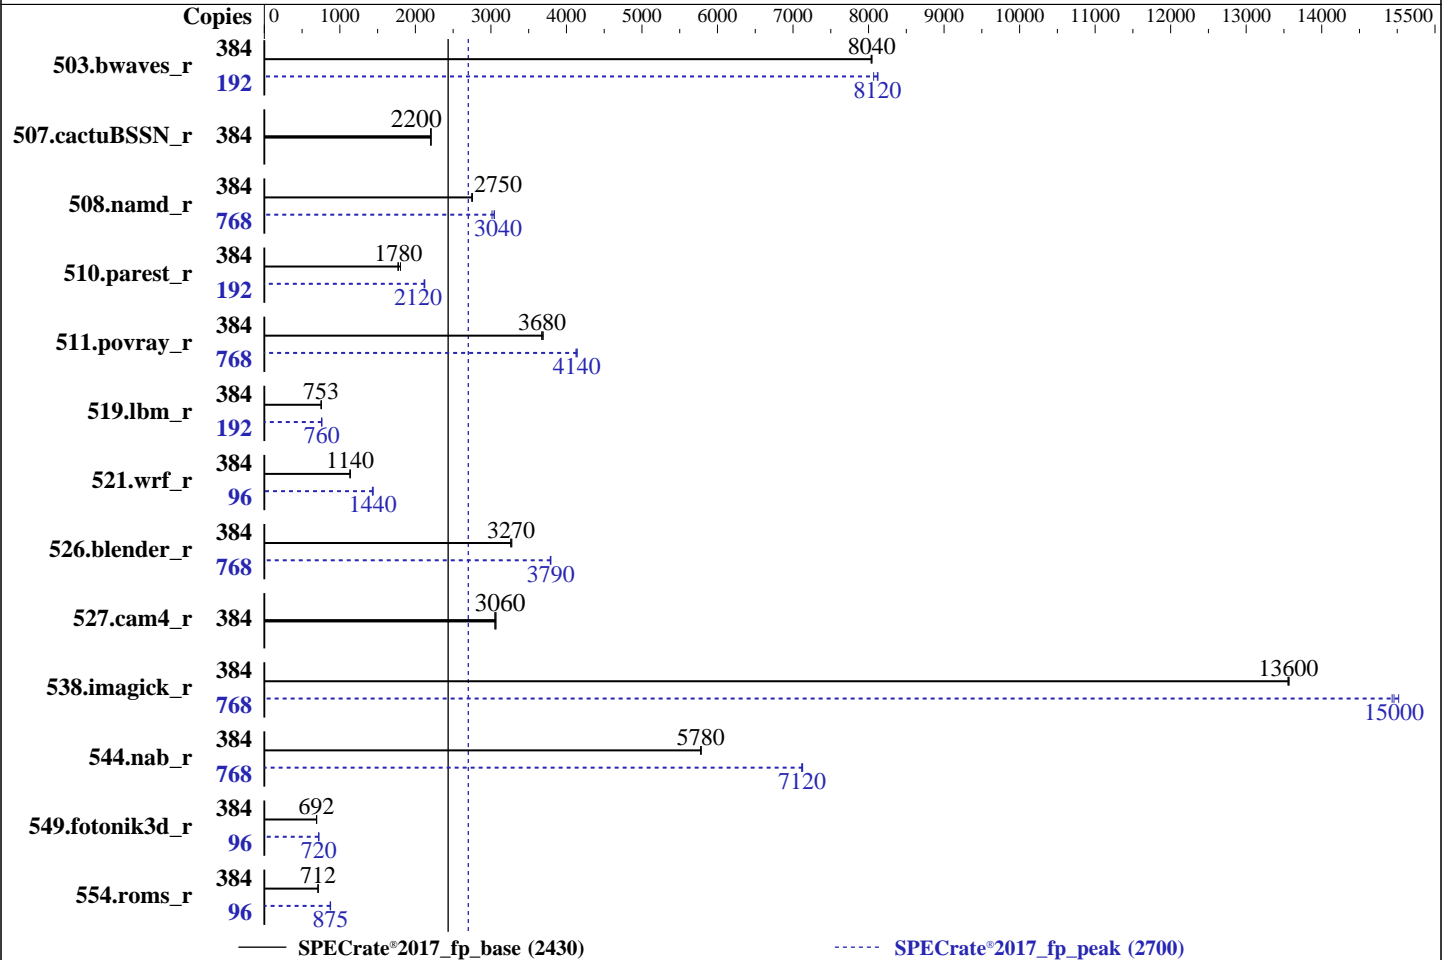 Copies 0 1000 2000 3000 4000 5000 6000 7000 8000 9000 10000 11000 12000 13000 14000 15500
503.bwaves_r 384 8040
192 8120
507.cactuBSSN_r 384 2200
508.namd_r 384 2750
768 3040
510.parest_r 384 1780
192 2120
511.povray_r 384 3680
768 4140
519.lbm_r 384 753
192 760
521.wrf_r 384 1140
96 1440
526.blender_r 384 3270
768 3790
527.cam4_r 384 3060
538.imagick_r 384 13600
768 15000
544.nab_r 384 5780
768 7120
549.fotonik3d_r 384 692
96 720
554.roms_r 384 712
96 875
SPECrate®2017_fp_base (2430)
SPECrate®2017_fp_peak (2700)